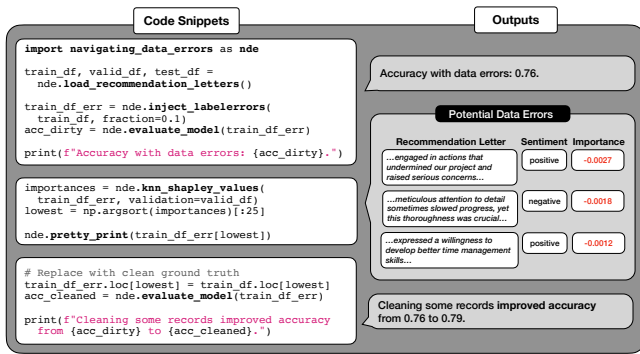 Code Snippets
Outputs
import navigating_data_errors as nde
train_df, valid_df, test_df =
nde.load_recommendation_letters()
train_df_err = nde.inject_labelerrors(
train_df, fraction=0.1)
acc_dirty = nde.evaluate_model(train_df_err)
print(f"Accuracy with data errors: {acc_dirty}.")
Accuracy with data errors: 0.76.
importances = nde.knn_shapley_values(
train_df_err, validation=valid_df)
lowest = np.argsort(importances)[:25]
nde.pretty_print(train_df_err[lowest])
Potential Data Errors
Recommendation Letter Sentiment Importance
...engaged in actions that
undermined our project and
raised serious concerns...
positive
-0.0027
...meticulous attention to detail
sometimes slowed progress, yet
this thoroughness was crucial...
negative
-0.0018
...expressed a willingness to
develop better time management
skills...
positive
-0.0012
# Replace with clean ground truth
train_df_err.loc[lowest] = train_df.loc[lowest]
acc_cleaned = nde.evaluate_model(train_df_err)
print(f"Cleaning some records improved accuracy
from {acc_dirty} to {acc_cleaned}.")
Cleaning some records improved accuracy
from 0.76 to 0.79.